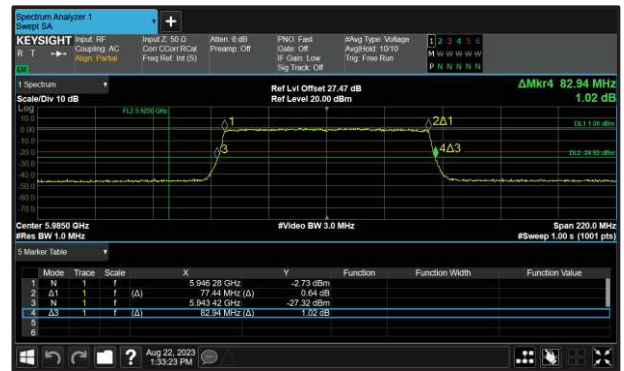 Spectrum Analyzer 1
Swept SA
+
KEYSIGHT Input: RF Input Z: 50 Ω Atten: 6 dB PNO: Fast #Avg Type: Voltage 1 2 3 4 5 6
R T Coupling: AC Corr CCorr RCal Preamp: Off Gate: Off Avg|Hold: 10/10 M W W W W W
Align: Partial Freq Ref: Int (S) IF Gain: Low Trig: Free Run
Sig Track: Off P N N N N N
1 Spectrum Ref Lvl Offset 27.47 dB ΔMkr4 82.94 MHz
Scale/Div 10 dB Ref Level 20.00 dBm 1.02 dB
Log FL2 5.9250 GHz
10.0 1 2Δ1 DL1 1.08 dBm
0.00
-10.0
-20.0 3 4Δ3 DL2 -24.92 dBm
-30.0
-40.0
-50.0
-60.0
-70.0
Center 5.9850 GHz #Video BW 3.0 MHz Span 220.0 MHz
#Res BW 1.0 MHz #Sweep 1.00 s (1001 pts)
5 Marker Table
Mode Trace Scale X Y Function Function Width Function Value
1 N 1 f 5.946 28 GHz -2.73 dBm
2 Δ1 1 f (Δ) 77.44 MHz (Δ) 0.64 dB
3 N 1 f 5.943 42 GHz -27.32 dBm
4 Δ3 1 f (Δ) 82.94 MHz (Δ) 1.02 dB
5
6
? Aug 22, 2023
1:33:23 PM